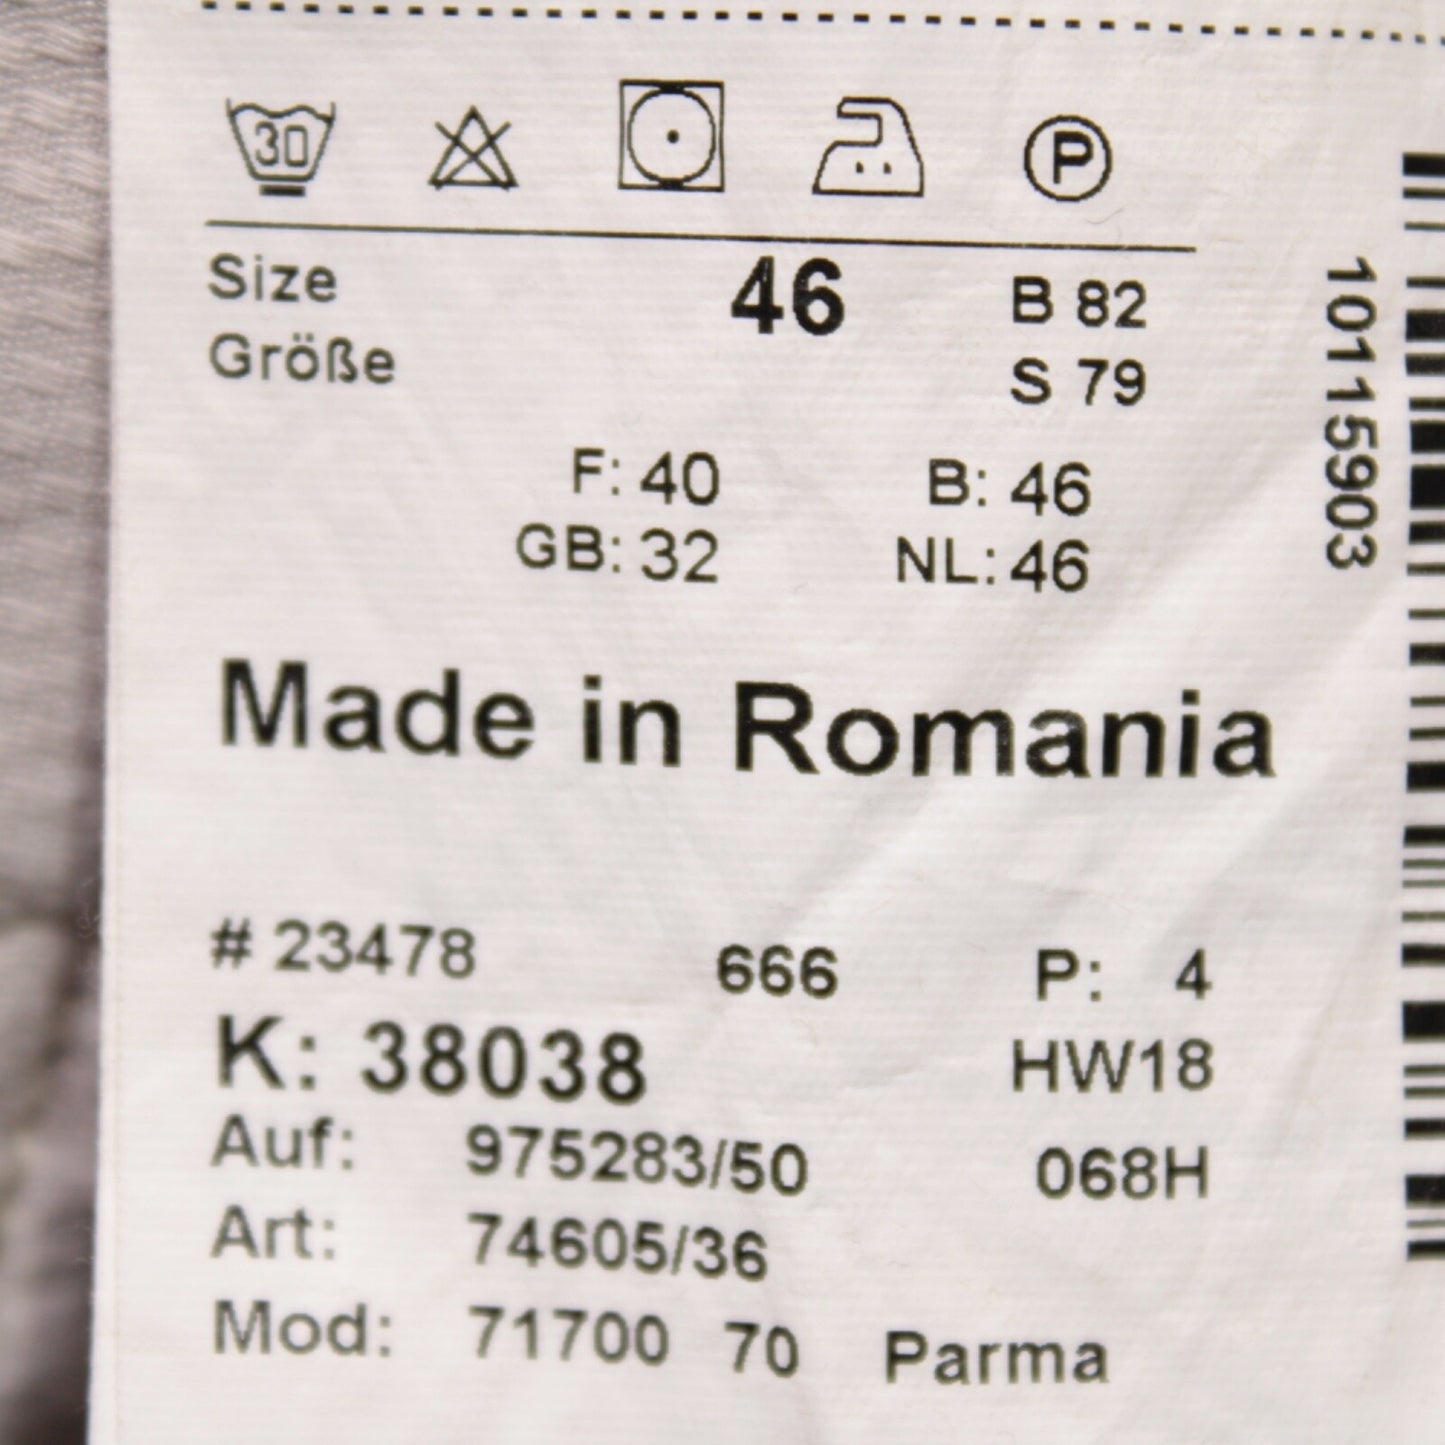 30
P
Size 46 B 82
Größe S 79
F: 40 B: 46
GB: 32 NL: 46
Made in Romania
# 23478 666 P: 4
K: 38038 HW18
Auf: 975283/50 068H
Art: 74605/36
Mod: 71700 70 Parma
10115903